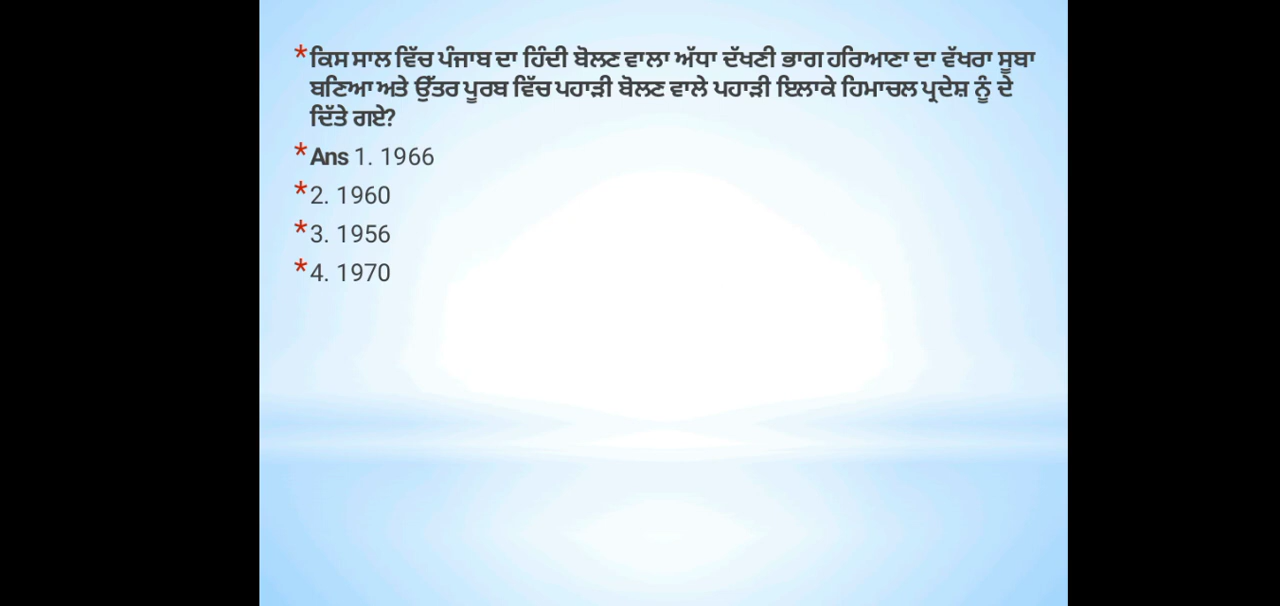 *ਕਿਸ ਸਾਲ ਵਿੱਚ ਪੰਜਾਬ ਦਾ ਹਿੰਦੀ ਬੋਲਣ ਵਾਲਾ ਅੱਧਾ ਦੱਖਣੀ ਭਾਗ ਹਰਿਆਣਾ ਦਾ ਵੱਖਰਾ ਸੂਬਾ
ਬਣਿਆ ਅਤੇ ਉੱਤਰ ਪੂਰਬ ਵਿੱਚ ਪਹਾੜੀ ਬੋਲਣ ਵਾਲੇ ਪਹਾੜੀ ਇਲਾਕੇ ਹਿਮਾਚਲ ਪ੍ਰਦੇਸ਼ ਨੂੰ ਦੇ
ਦਿੱਤੇ ਗਏ?
*Ans 1. 1966
*2. 1960
*3. 1956
*4. 1970